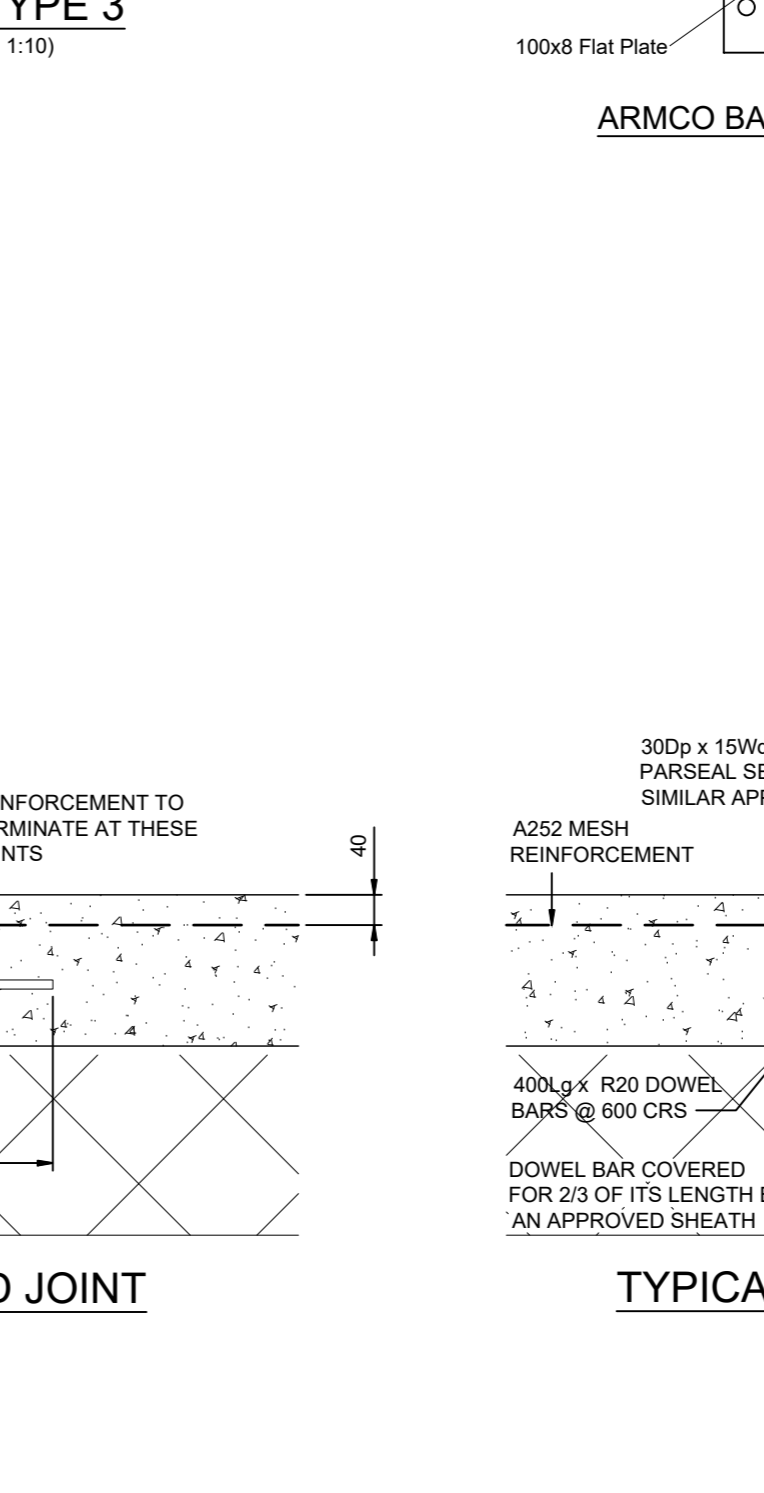 YPE 3
1:10)
100x8 Flat Plate
ARMCO BA
NFORCEMENT TO
RMINATE AT THESE
NTS
40
30Dp x 15Wd
PARSEAL SE
SIMILAR APP
A252 MESH
REINFORCEMENT
400Lg x R20 DOWEL
BARS @ 600 CRS
DOWEL BAR COVERED
FOR 2/3 OF ITS LENGTH B
AN APPROVED SHEATH
D JOINT
TYPICA